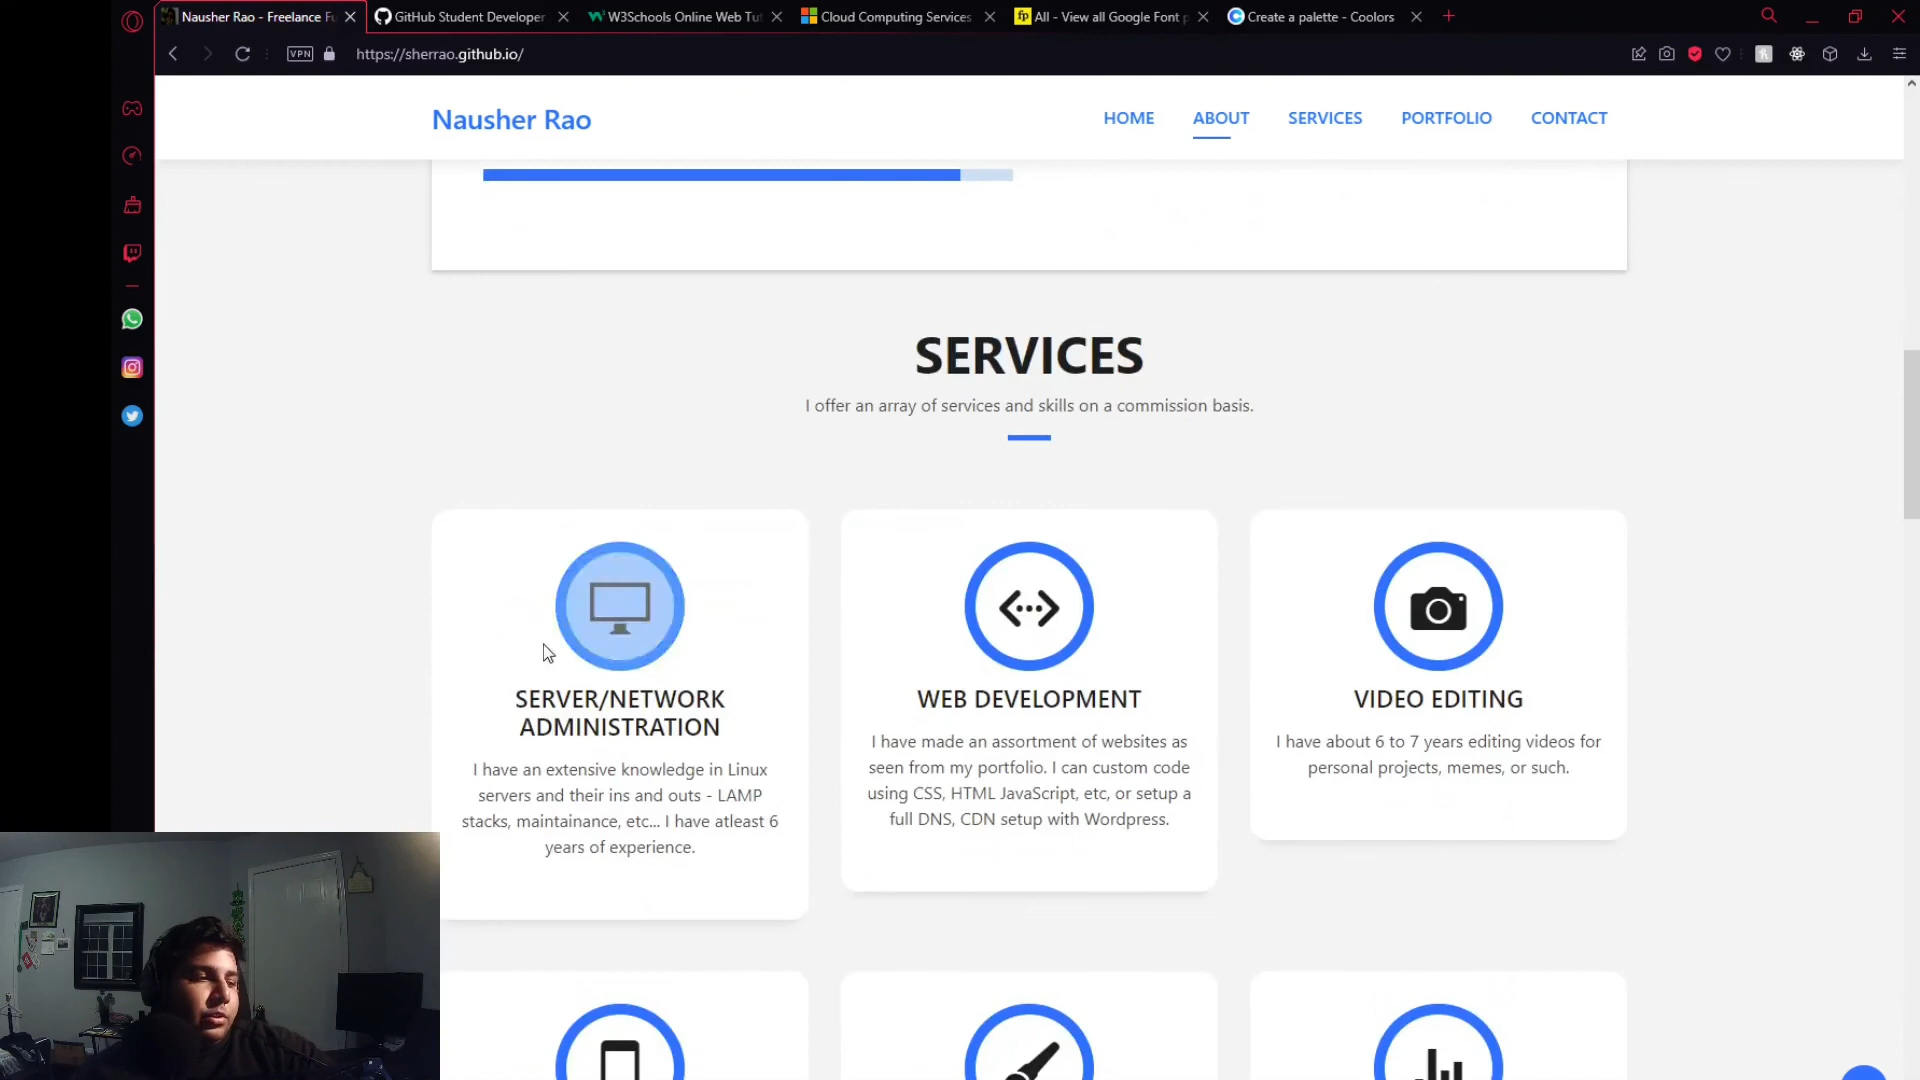 Nausher Rao - Freelance Fu
GitHub Student Developer
W3Schools Online Web Tut
Cloud Computing Services
fp All - View all Google Font p
Create a palette - Coolors
VPN https://sherrao.github.io/
Nausher Rao
HOME ABOUT SERVICES PORTFOLIO CONTACT
SERVICES
I offer an array of services and skills on a commission basis.
SERVER/NETWORK
ADMINISTRATION
I have an extensive knowledge in Linux
servers and their ins and outs - LAMP
stacks, maintainance, etc... I have atleast 6
years of experience.
WEB DEVELOPMENT
I have made an assortment of websites as
seen from my portfolio. I can custom code
using CSS, HTML JavaScript, etc, or setup a
full DNS, CDN setup with Wordpress.
VIDEO EDITING
I have about 6 to 7 years editing videos for
personal projects, memes, or such.